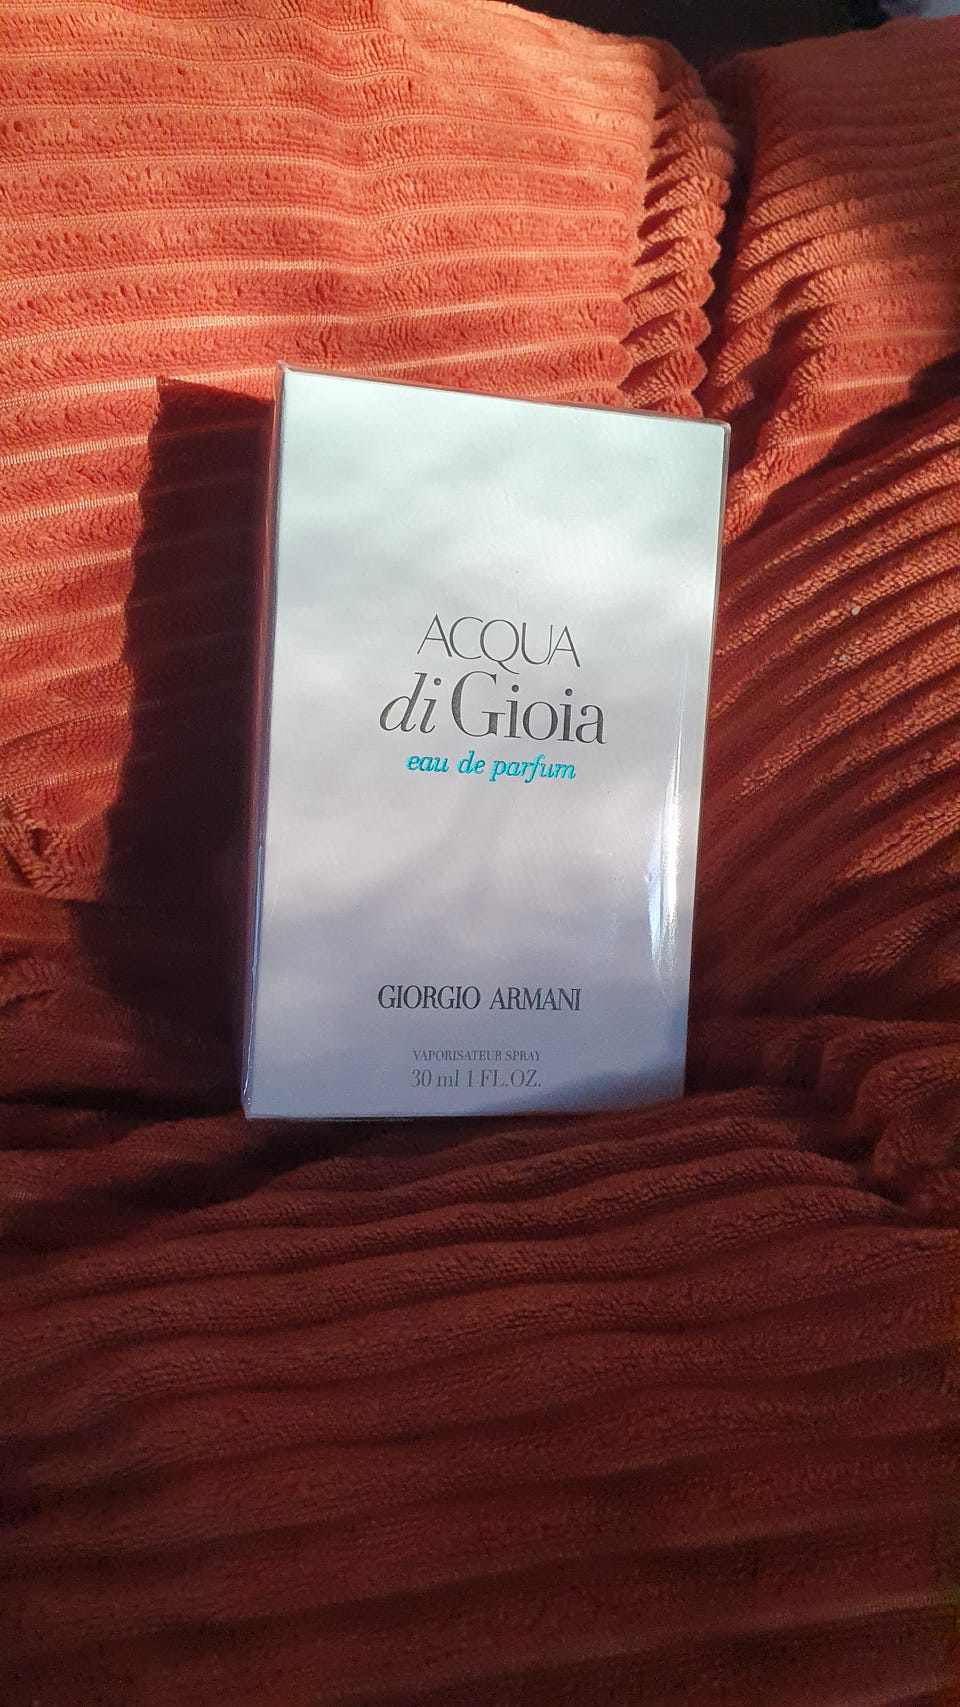 ACQUA
di Gioia
eau de parfum
GIORGIO ARMANI
VAPORISATEUR SPRAY
30 ml 1 FL.OZ.